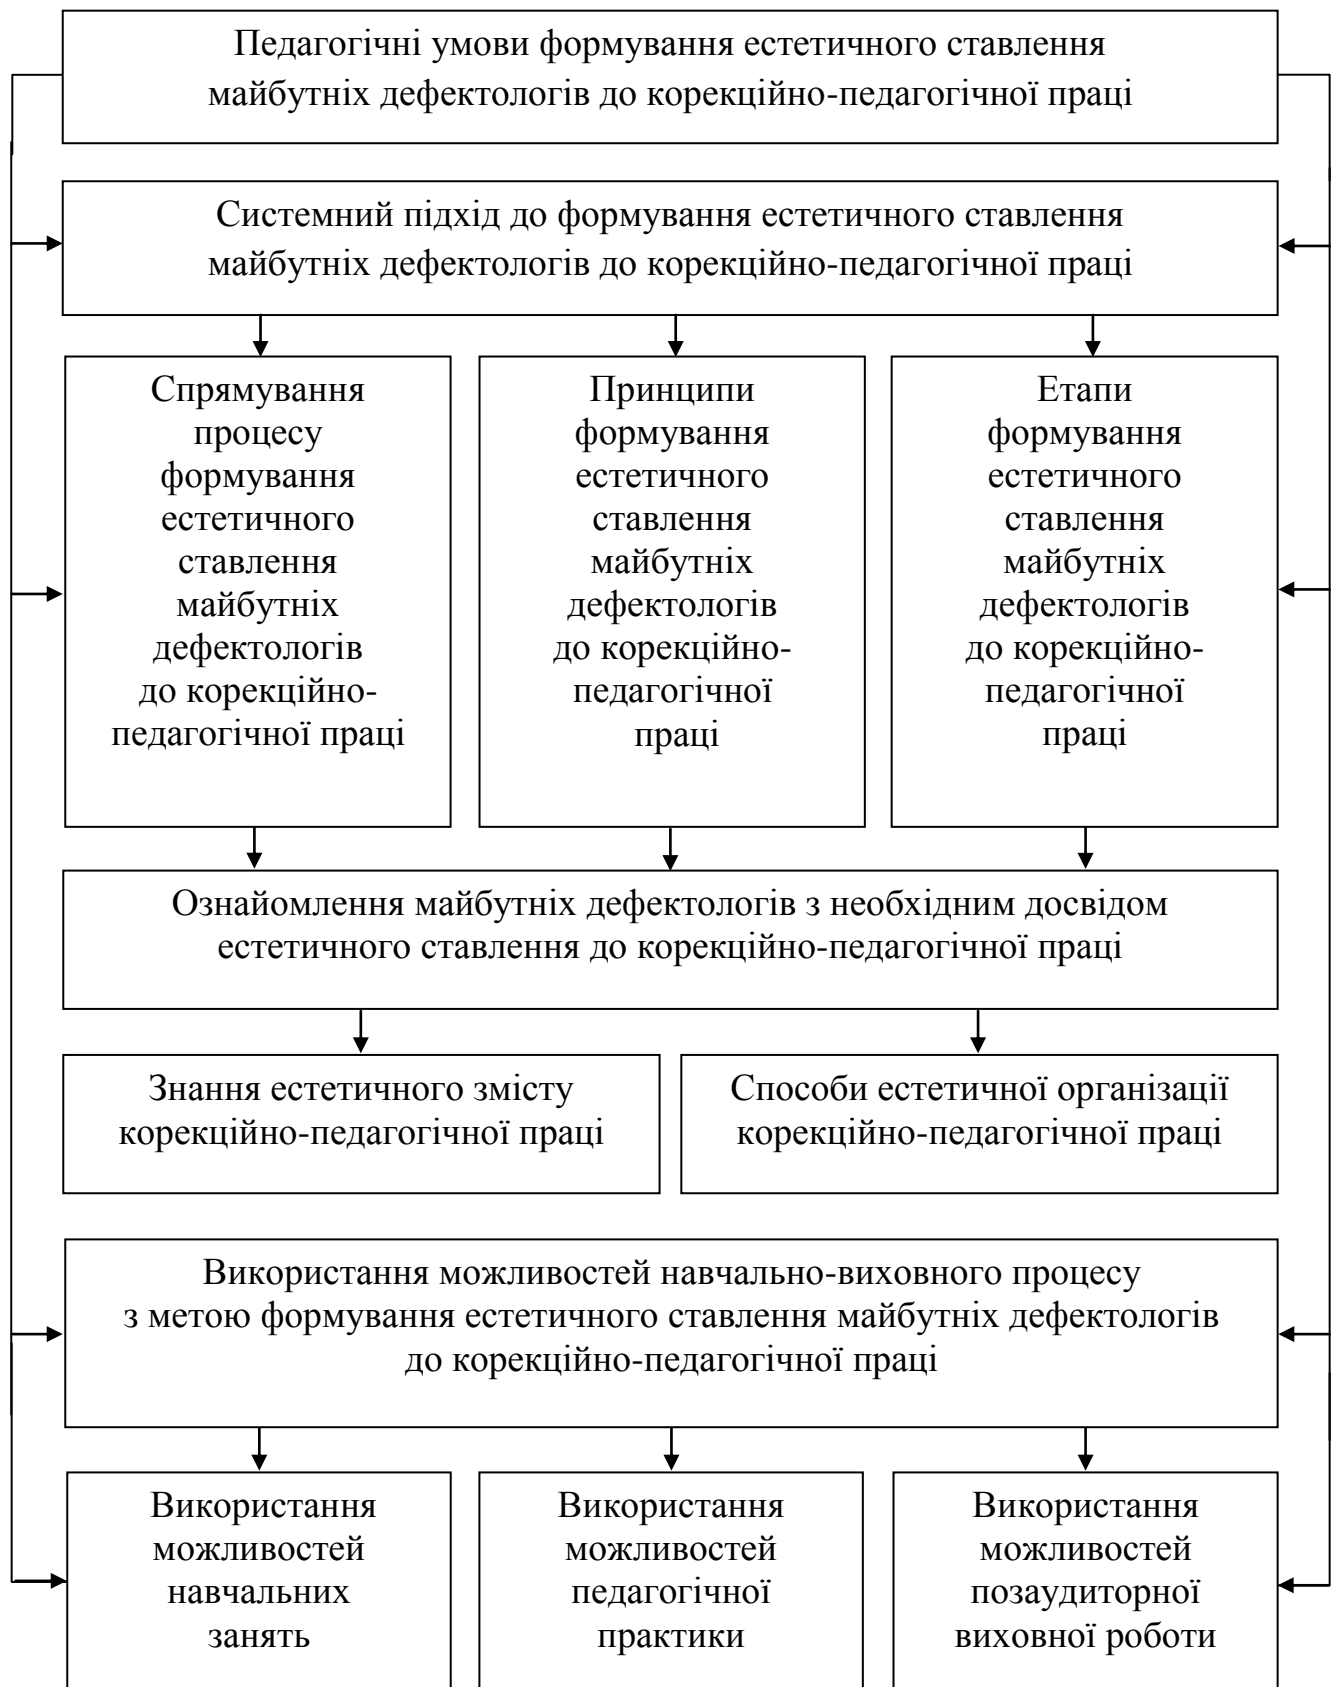 Педагогічні умови формування естетичного ставлення
майбутніх дефектологів до корекційно-педагогічної праці
Системний підхід до формування естетичного ставлення
майбутніх дефектологів до корекційно-педагогічної праці
Спрямування
процесу
формування
естетичного
ставлення
майбутніх
дефектологів
до корекційно-
педагогічної праці
Принципи
формування
естетичного
ставлення
майбутніх
дефектологів
до корекційно-
педагогічної
праці
Етапи
формування
естетичного
ставлення
майбутніх
дефектологів
до корекційно-
педагогічної
праці
Ознайомлення майбутніх дефектологів з необхідним досвідом
естетичного ставлення до корекційно-педагогічної праці
Знання естетичного змісту
корекційно-педагогічної праці
Способи естетичної організації
корекційно-педагогічної праці
Використання можливостей навчально-виховного процесу
з метою формування естетичного ставлення майбутніх дефектологів
до корекційно-педагогічної праці
Використання
можливостей
навчальних
занять
Використання
можливостей
педагогічної
практики
Використання
можливостей
позаудиторної
виховної роботи